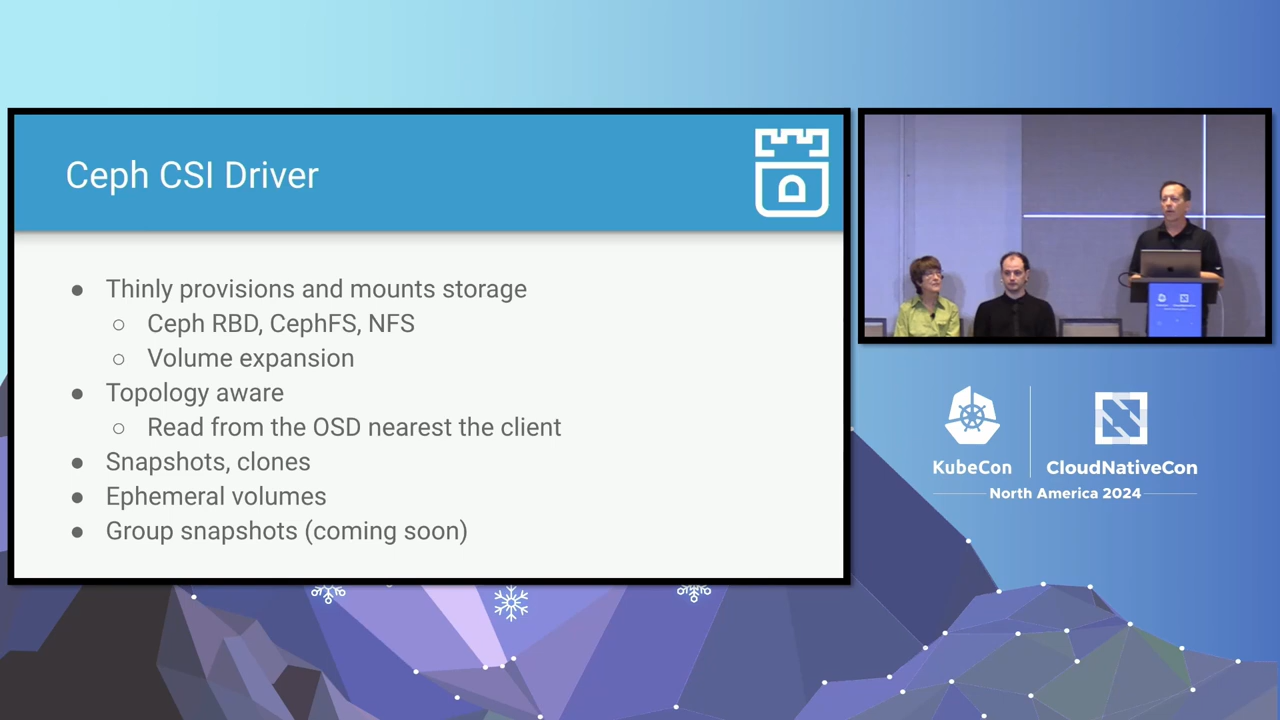 Ceph CSI Driver
● Thinly provisions and mounts storage
○ Ceph RBD, CephFS, NFS
○ Volume expansion
● Topology aware
○ Read from the OSD nearest the client
● Snapshots, clones
● Ephemeral volumes
● Group snapshots (coming soon)
KubeCon
CloudNativeCon
North America 2024